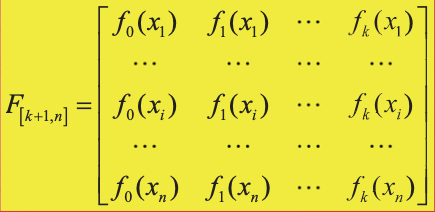 f₀(x₁) f₁(x₁) ⋯ fₖ(x₁)
⋯ ⋯ ⋯ ⋯
F[k+1,n] = f₀(xᵢ) f₁(xᵢ) ⋯ fₖ(xᵢ)
⋯ ⋯ ⋯ ⋯
f₀(xₙ) f₁(xₙ) ⋯ fₖ(xₙ)